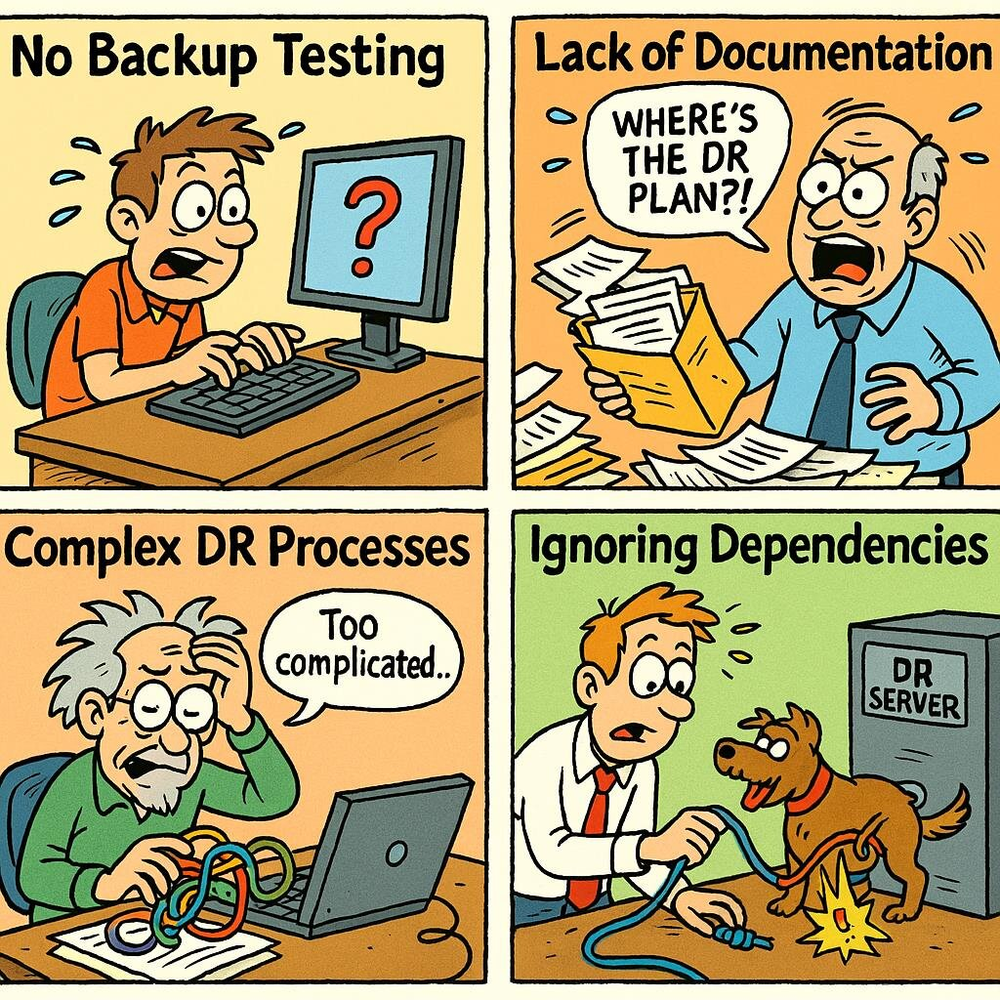 No Backup Testing
?
Lack of Documentation
WHERE'S
THE DR
PLAN?!
Complex DR Processes
Too
complicated..
Ignoring Dependencies
DR
SERVER